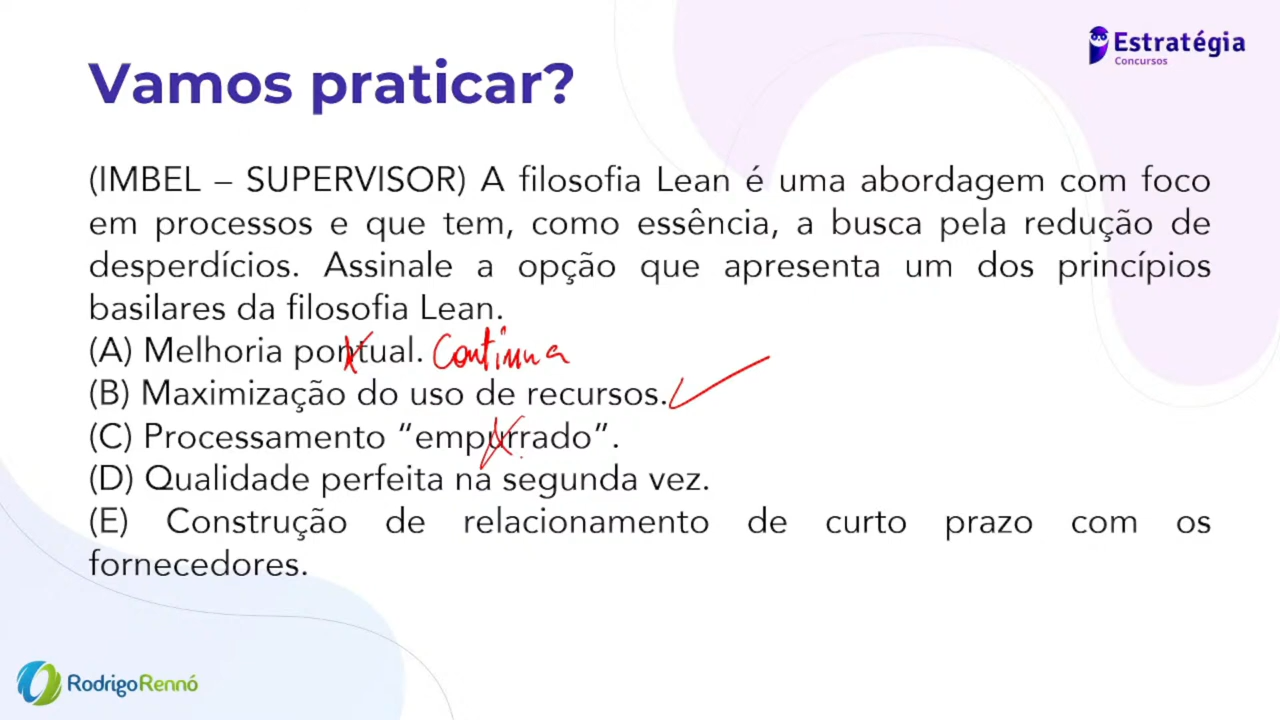 Estratégia
Concursos
Vamos praticar?
(IMBEL – SUPERVISOR) A filosofia Lean é uma abordagem com foco
em processos e que tem, como essência, a busca pela redução de
desperdícios. Assinale a opção que apresenta um dos princípios
basilares da filosofia Lean.
(A) Melhoria pontual. Continua
(B) Maximização do uso de recursos.
(C) Processamento “empurrado”.
(D) Qualidade perfeita na segunda vez.
(E) Construção de relacionamento de curto prazo com os
fornecedores.
RodrigoRennó